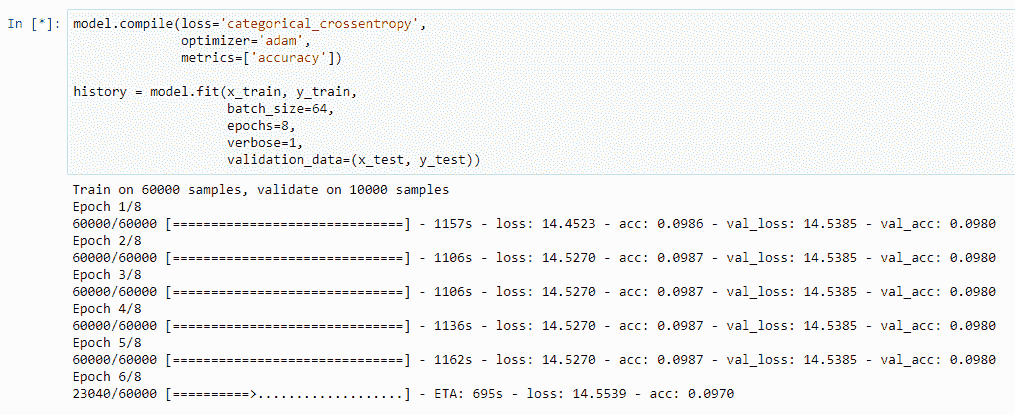 In [*]: model.compile(loss='categorical_crossentropy',
optimizer='adam',
metrics=['accuracy'])
history = model.fit(x_train, y_train,
batch_size=64,
epochs=8,
verbose=1,
validation_data=(x_test, y_test))
Train on 60000 samples, validate on 10000 samples
Epoch 1/8
60000/60000 [==============================] - 1157s - loss: 14.4523 - acc: 0.0986 - val_loss: 14.5385 - val_acc: 0.0980
Epoch 2/8
60000/60000 [==============================] - 1106s - loss: 14.5270 - acc: 0.0987 - val_loss: 14.5385 - val_acc: 0.0980
Epoch 3/8
60000/60000 [==============================] - 1106s - loss: 14.5270 - acc: 0.0987 - val_loss: 14.5385 - val_acc: 0.0980
Epoch 4/8
60000/60000 [==============================] - 1136s - loss: 14.5270 - acc: 0.0987 - val_loss: 14.5385 - val_acc: 0.0980
Epoch 5/8
60000/60000 [==============================] - 1162s - loss: 14.5270 - acc: 0.0987 - val_loss: 14.5385 - val_acc: 0.0980
Epoch 6/8
23040/60000 [==========>...................] - ETA: 695s - loss: 14.5539 - acc: 0.0970